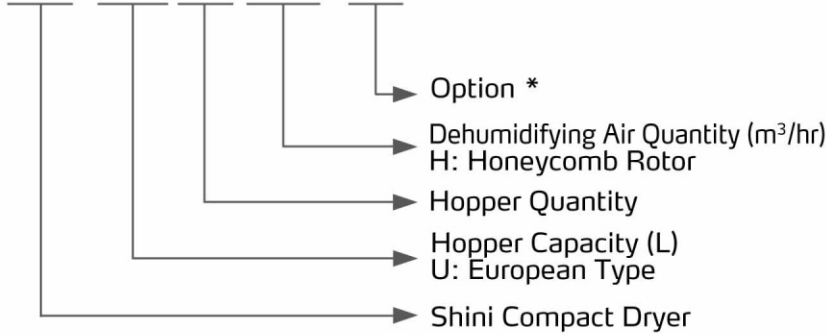 Option *
Dehumidifying Air Quantity (m³/hr)
H: Honeycomb Rotor
Hopper Quantity
Hopper Capacity (L)
U: European Type
Shini Compact Dryer